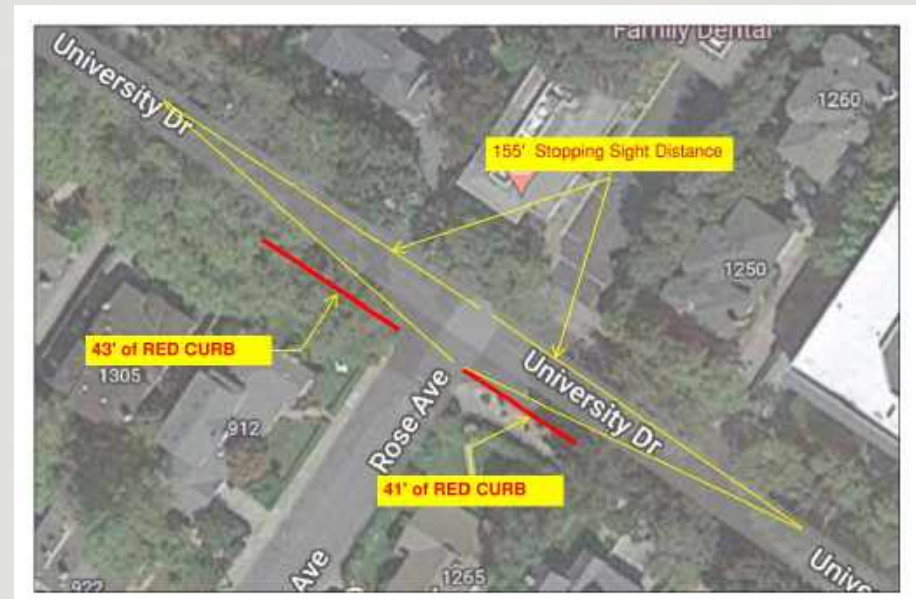 Family Dental
University Dr
1260
155' Stopping Sight Distance
1250
43' of RED CURB
1305
University Dr
912
Rose Ave
41' of RED CURB
1265
922
Ave
Unive